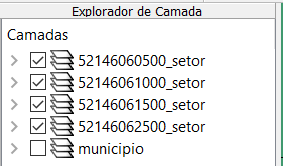 Explorador de Camada
Camadas
52146060500_setor
52146061000_setor
52146061500_setor
52146062500_setor
municipio